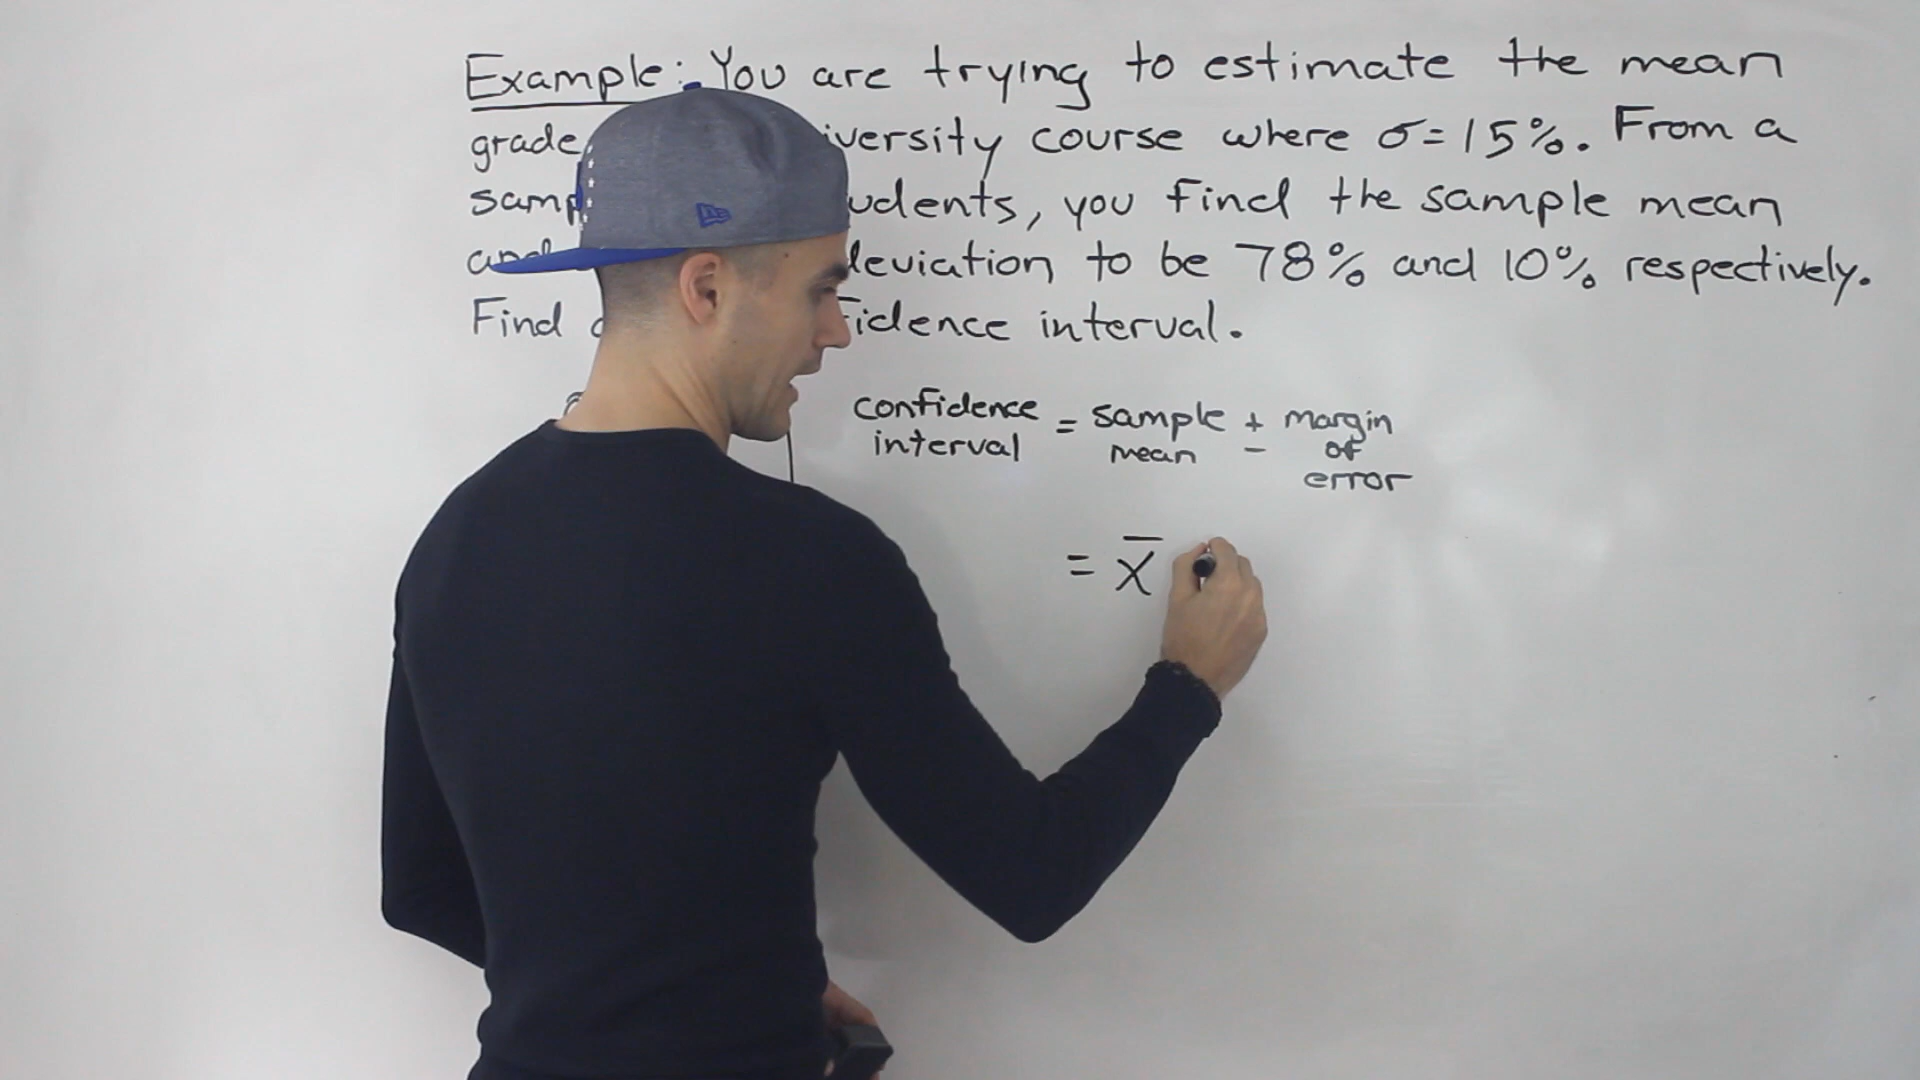 Example: You are trying to estimate the mean
grade versity course where σ=15%. From a
samp udents, you find the sample mean
and deviation to be 78% and 10% respectively.
Find fidence interval.
confidence interval = sample mean ± margin of error
= x̄